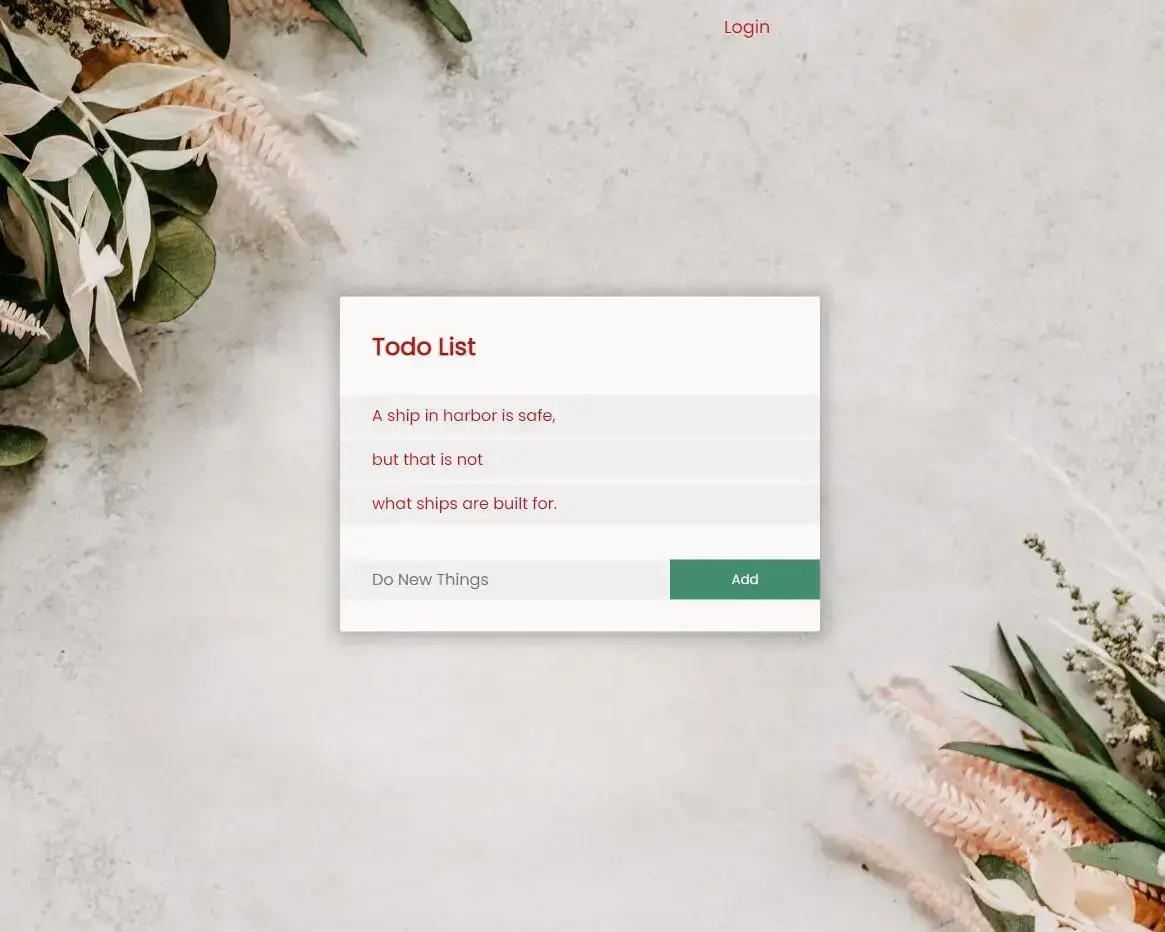 Login
Todo List
A ship in harbor is safe,
but that is not
what ships are built for.
Do New Things
Add